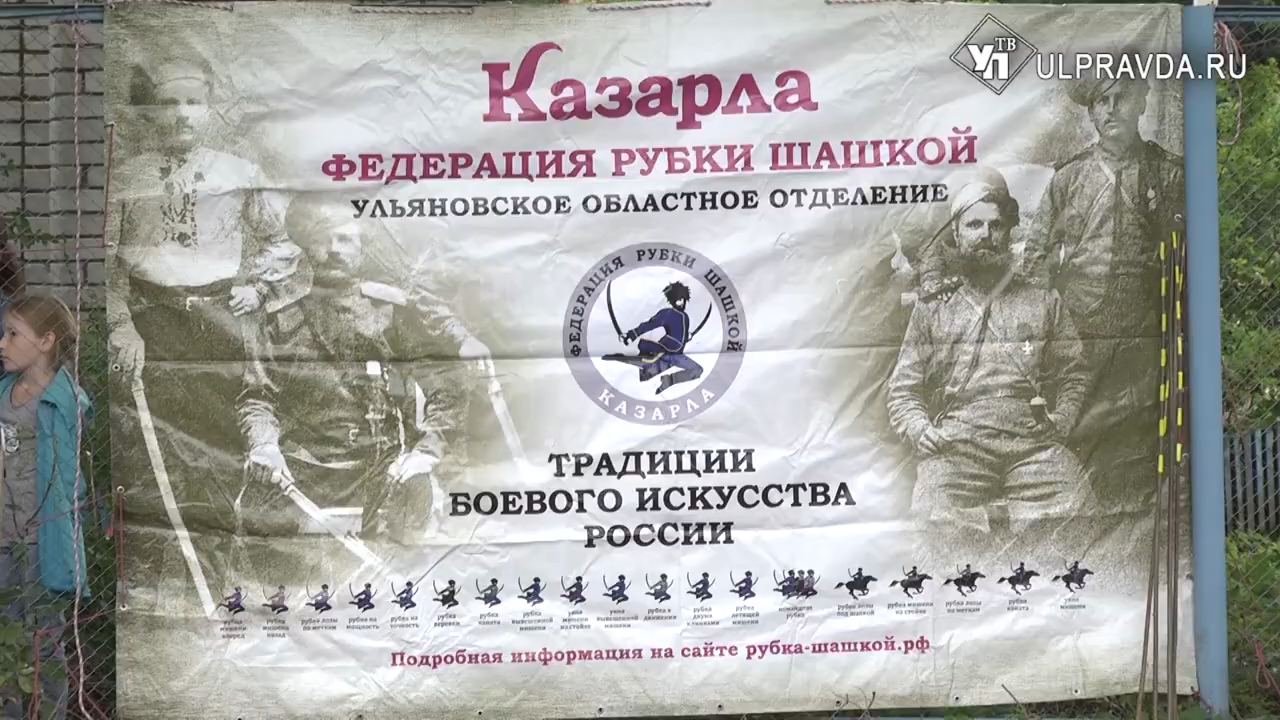 УП ТВ ULPRAVDA.RU
Казарла
ФЕДЕРАЦИЯ РУБКИ ШАШКОЙ
УЛЬЯНОВСКОЕ ОБЛАСТНОЕ ОТДЕЛЕНИЕ
ФЕДЕРАЦИЯ РУБКИ ШАШКОЙ
КАЗАРЛА
ТРАДИЦИИ
БОЕВОГО ИСКУССТВА
РОССИИ
Подробная информация на сайте рубка-шашкой.рф